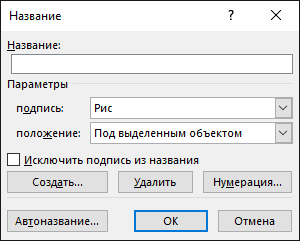 Название ? ×
Название:
Параметры
подпись: Рис
положение: Под выделенным объектом
Исключить подпись из названия
Создать... Удалить Нумерация...
Автоназвание... ОК Отмена